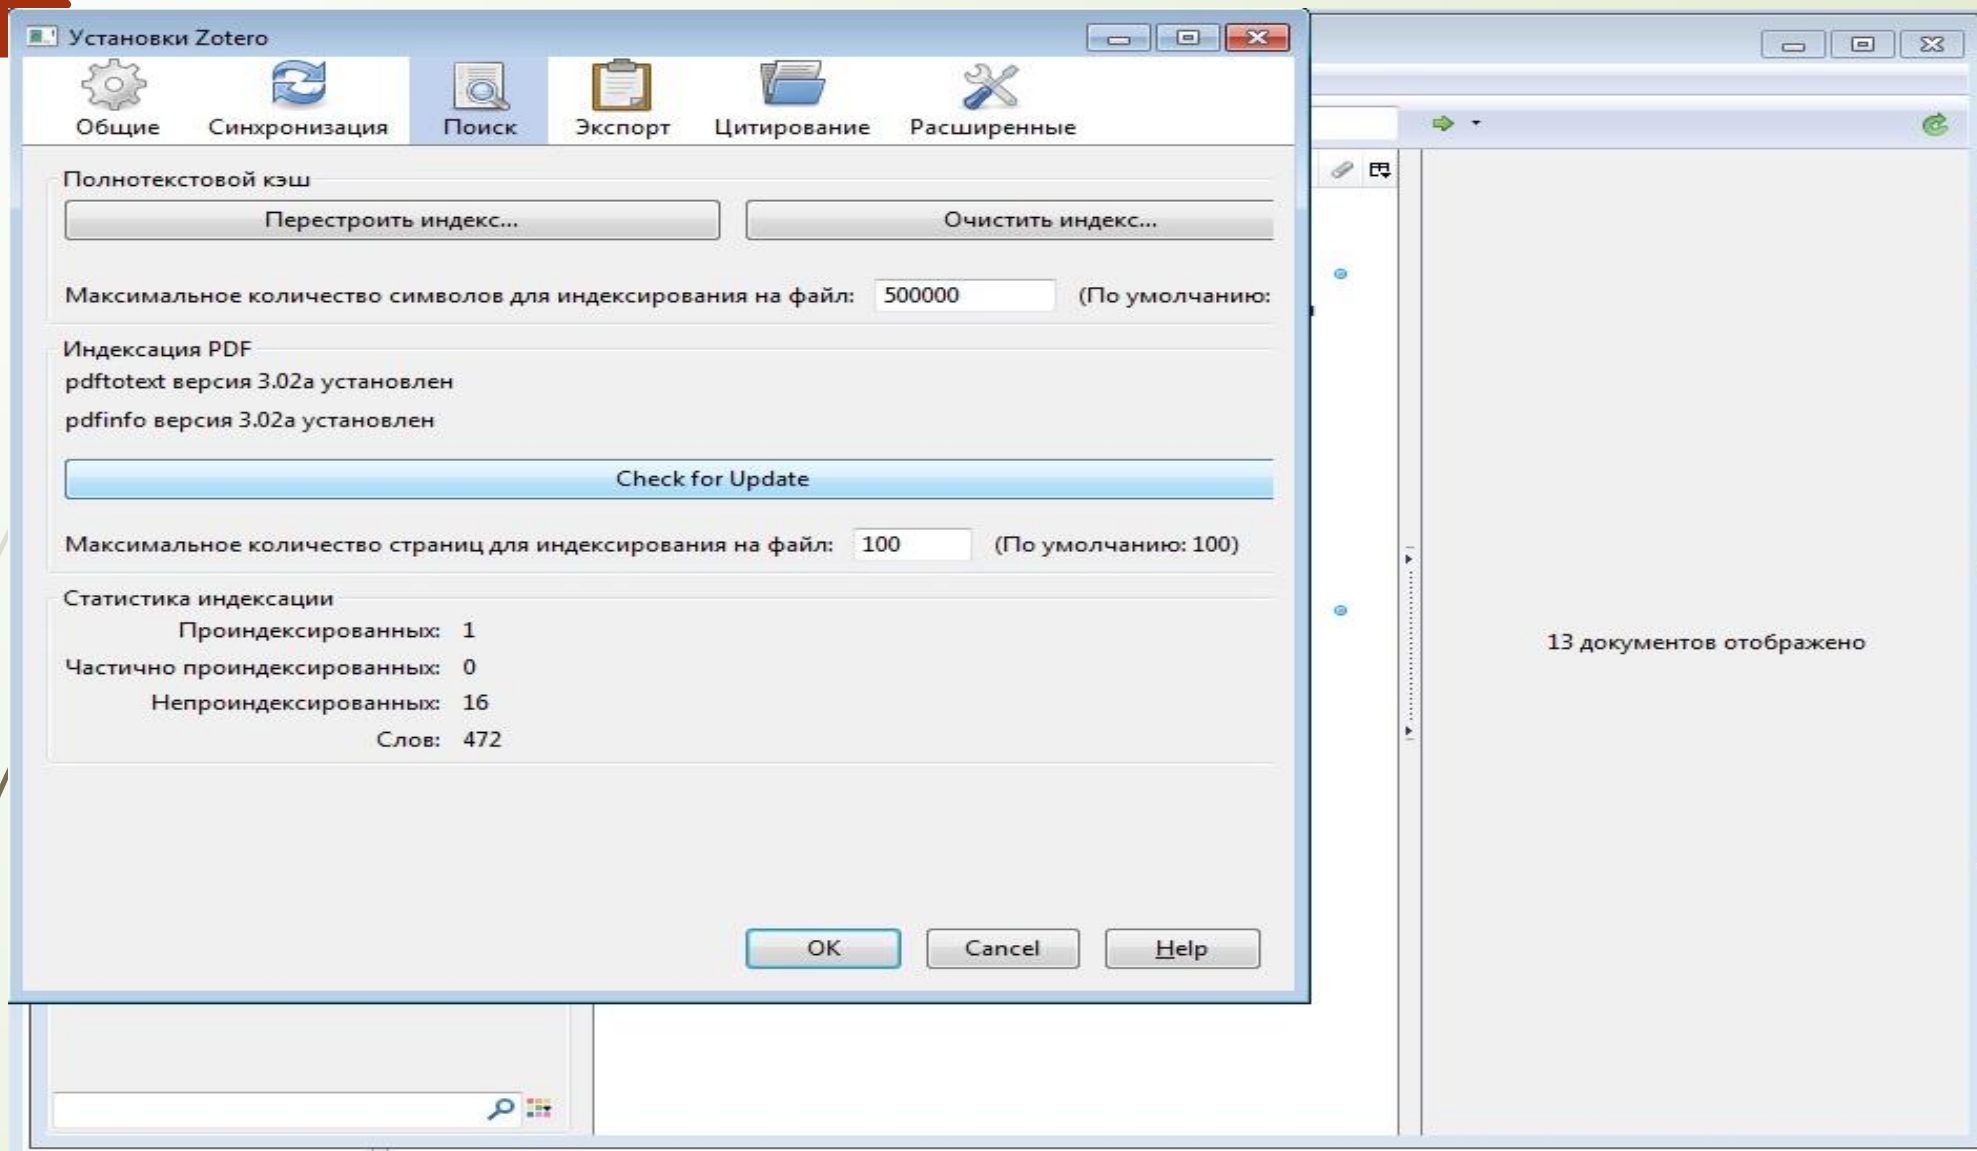 Установки Zotero
Общие Синхронизация Поиск Экспорт Цитирование Расширенные
Полнотекстовой кэш
Перестроить индекс... Очистить индекс...
Максимальное количество символов для индексирования на файл: 500000 (По умолчанию:
Индексация PDF
pdftotext версия 3.02a установлен
pdfinfo версия 3.02a установлен
Check for Update
Максимальное количество страниц для индексирования на файл: 100 (По умолчанию: 100)
Статистика индексации
Проиндексированных: 1
Частично проиндексированных: 0
Непроиндексированных: 16
Слов: 472
13 документов отображено
OK Cancel Help